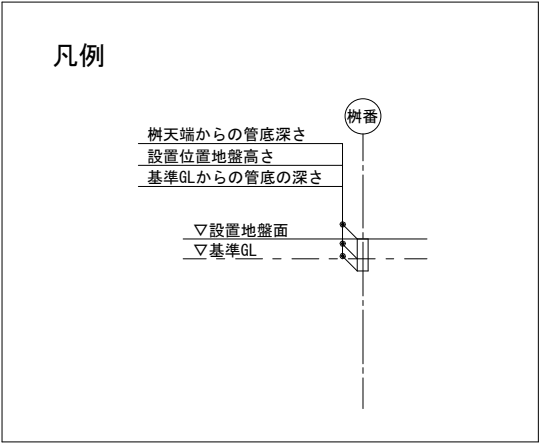 凡例
桝番
桝天端からの管底深さ
設置位置地盤高さ
基準GLからの管底の深さ
▽設置地盤面
▽基準GL